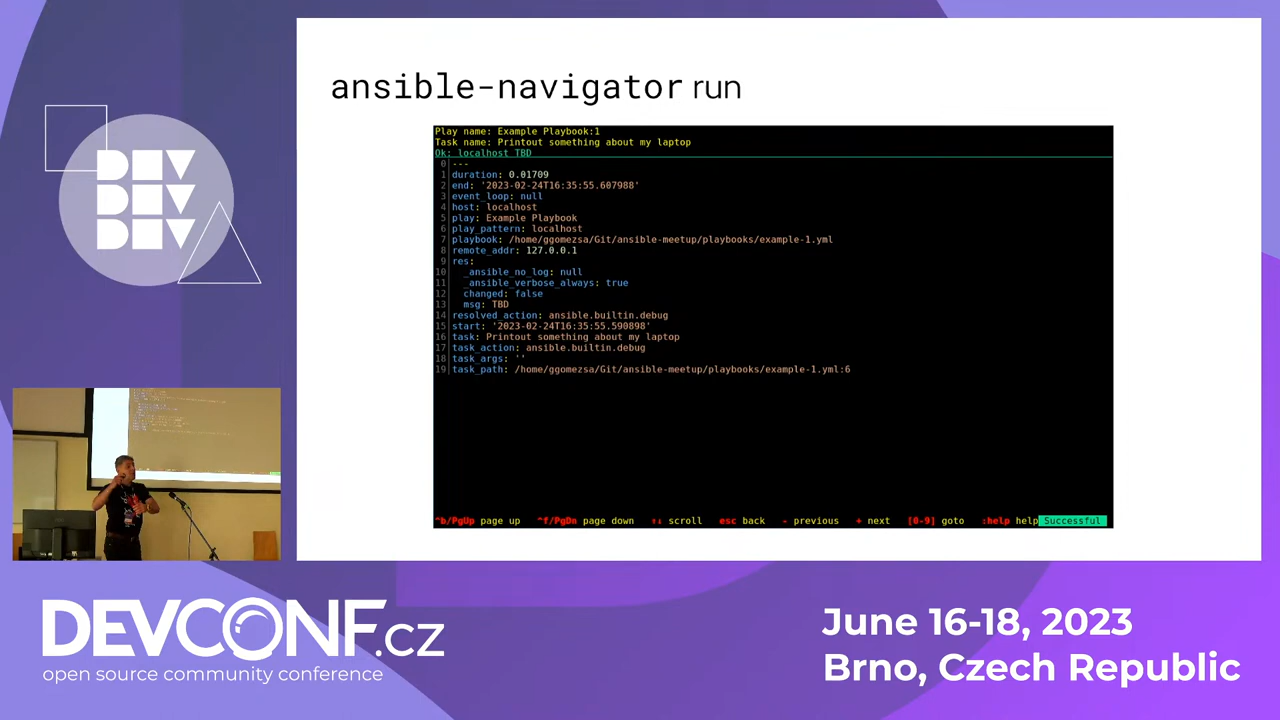 ansible-navigator run
Play name: Example Playbook:1
Task name: Printout something about my laptop
Ok: localhost TBD
0 ---
1 duration: 0.01709
2 end: '2023-02-24T16:35:55.607988'
3 event_loop: null
4 host: localhost
5 play: Example Playbook
6 play_pattern: localhost
7 playbook: /home/ggomezsa/Git/ansible-meetup/playbooks/example-1.yml
8 remote_addr: 127.0.0.1
9 res:
10 _ansible_no_log: null
11 _ansible_verbose_always: true
12 changed: false
13 msg: TBD
14 resolved_action: ansible.builtin.debug
15 start: '2023-02-24T16:35:55.590898'
16 task: Printout something about my laptop
17 task_action: ansible.builtin.debug
18 task_args: ''
19 task_path: /home/ggomezsa/Git/ansible-meetup/playbooks/example-1.yml:6
^b/PgUp page up ^f/PgDn page down ↑↓ scroll esc back - previous + next [0-9] goto :help help Successful
DEV
DEV
DEV
DEVCONF.cz
open source community conference
June 16-18, 2023
Brno, Czech Republic